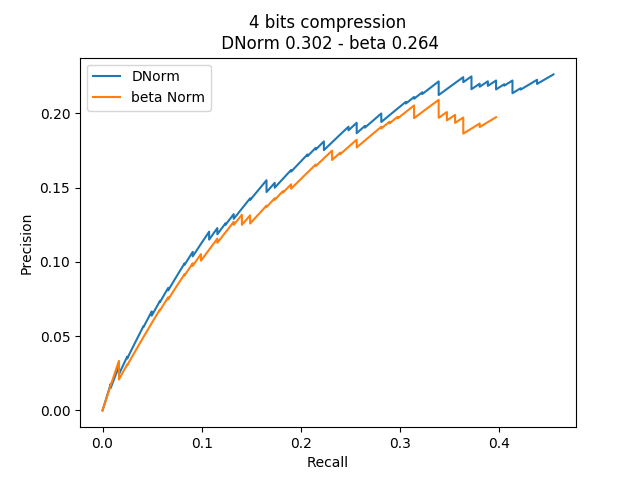 4 bits compression
DNorm 0.302 - beta 0.264
DNorm
beta Norm
0.20
0.15
0.10
0.05
0.00
Precision
0.0 0.1 0.2 0.3 0.4
Recall